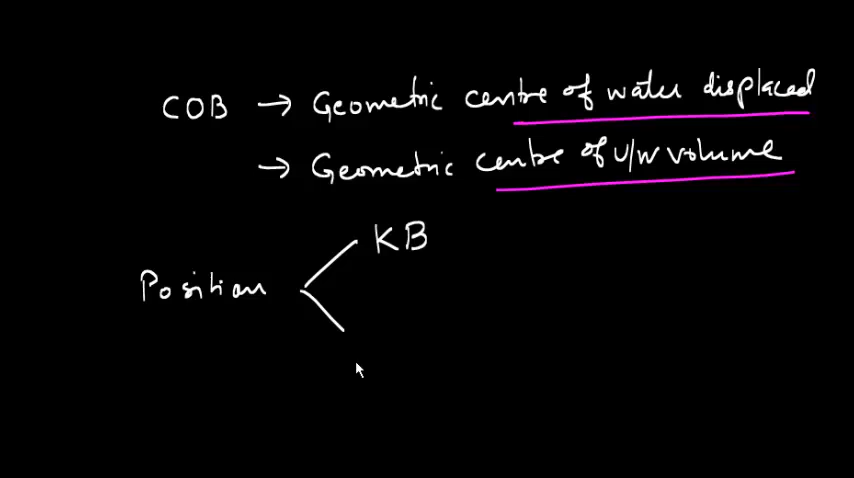 COB → Geometric centre of water displaced
→ Geometric centre of U/W volume
KB
Position